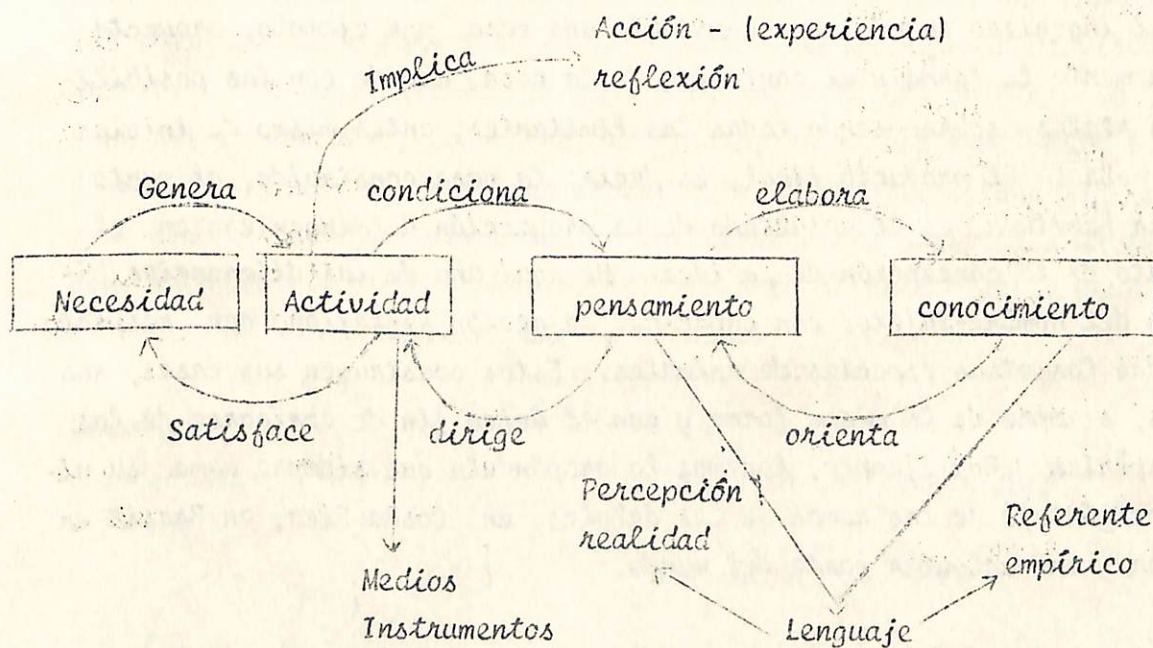 Acción - (experiencia)
Implica
reflexión
Genera
condiciona
elabora
Necesidad
Actividad
pensamiento
conocimiento
Satisface
dirige
orienta
Percepción
realidad
Referente
empírico
Medios
Instrumentos
Lenguaje